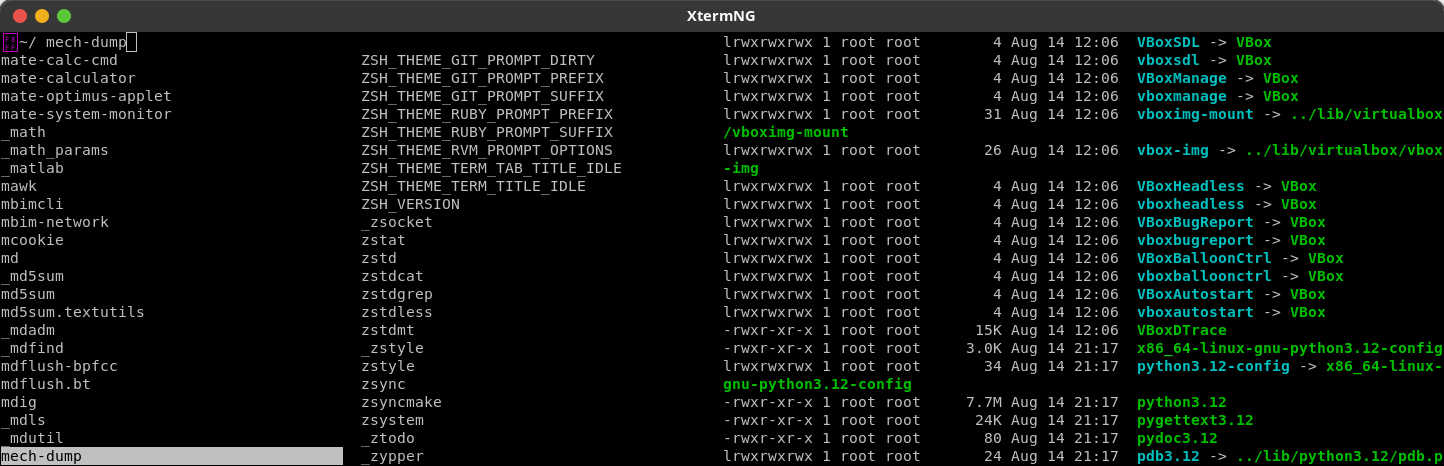 XtermNG
~/ mech-dump lrwxrwxrwx 1 root root 4 Aug 14 12:06 VBoxSDL -> VBox
mate-calc-cmd ZSH_THEME_GIT_PROMPT_DIRTY lrwxrwxrwx 1 root root 4 Aug 14 12:06 vboxsdl -> VBox
mate-calculator ZSH_THEME_GIT_PROMPT_PREFIX lrwxrwxrwx 1 root root 4 Aug 14 12:06 VBoxManage -> VBox
mate-optimus-applet ZSH_THEME_GIT_PROMPT_SUFFIX lrwxrwxrwx 1 root root 4 Aug 14 12:06 vboxmanage -> VBox
mate-system-monitor ZSH_THEME_RUBY_PROMPT_PREFIX lrwxrwxrwx 1 root root 31 Aug 14 12:06 vboximg-mount -> ../lib/virtualbox
_math ZSH_THEME_RUBY_PROMPT_SUFFIX /vboximg-mount
_math_params ZSH_THEME_RVM_PROMPT_OPTIONS lrwxrwxrwx 1 root root 26 Aug 14 12:06 vbox-img -> ../lib/virtualbox/vbox
_matlab ZSH_THEME_TERM_TAB_TITLE_IDLE -img
mawk ZSH_THEME_TERM_TITLE_IDLE lrwxrwxrwx 1 root root 4 Aug 14 12:06 VBoxHeadless -> VBox
mbimcli ZSH_VERSION lrwxrwxrwx 1 root root 4 Aug 14 12:06 vboxheadless -> VBox
mbim-network _zsocket lrwxrwxrwx 1 root root 4 Aug 14 12:06 VBoxBugReport -> VBox
mcookie zstat lrwxrwxrwx 1 root root 4 Aug 14 12:06 vboxbugreport -> VBox
md zstd lrwxrwxrwx 1 root root 4 Aug 14 12:06 VBoxBalloonCtrl -> VBox
_md5sum zstdcat lrwxrwxrwx 1 root root 4 Aug 14 12:06 vboxballoonctrl -> VBox
md5sum zstdgrep lrwxrwxrwx 1 root root 4 Aug 14 12:06 VBoxAutostart -> VBox
md5sum.textutils zstdless lrwxrwxrwx 1 root root 4 Aug 14 12:06 vboxautostart -> VBox
_mdadm zstdmt -rwxr-xr-x 1 root root 15K Aug 14 12:06 VBoxDTrace
_mdfind _zstyle -rwxr-xr-x 1 root root 3.0K Aug 14 21:17 x86_64-linux-gnu-python3.12-config
mdflush-bpfcc zstyle lrwxrwxrwx 1 root root 34 Aug 14 21:17 python3.12-config -> x86_64-linux-
mdflush.bt zsync gnu-python3.12-config
mdig zsyncmake -rwxr-xr-x 1 root root 7.7M Aug 14 21:17 python3.12
_mdls zsystem -rwxr-xr-x 1 root root 24K Aug 14 21:17 pygettext3.12
_mdutil _ztodo -rwxr-xr-x 1 root root 80 Aug 14 21:17 pydoc3.12
mech-dump _zypper lrwxrwxrwx 1 root root 24 Aug 14 21:17 pdb3.12 -> ../lib/python3.12/pdb.p